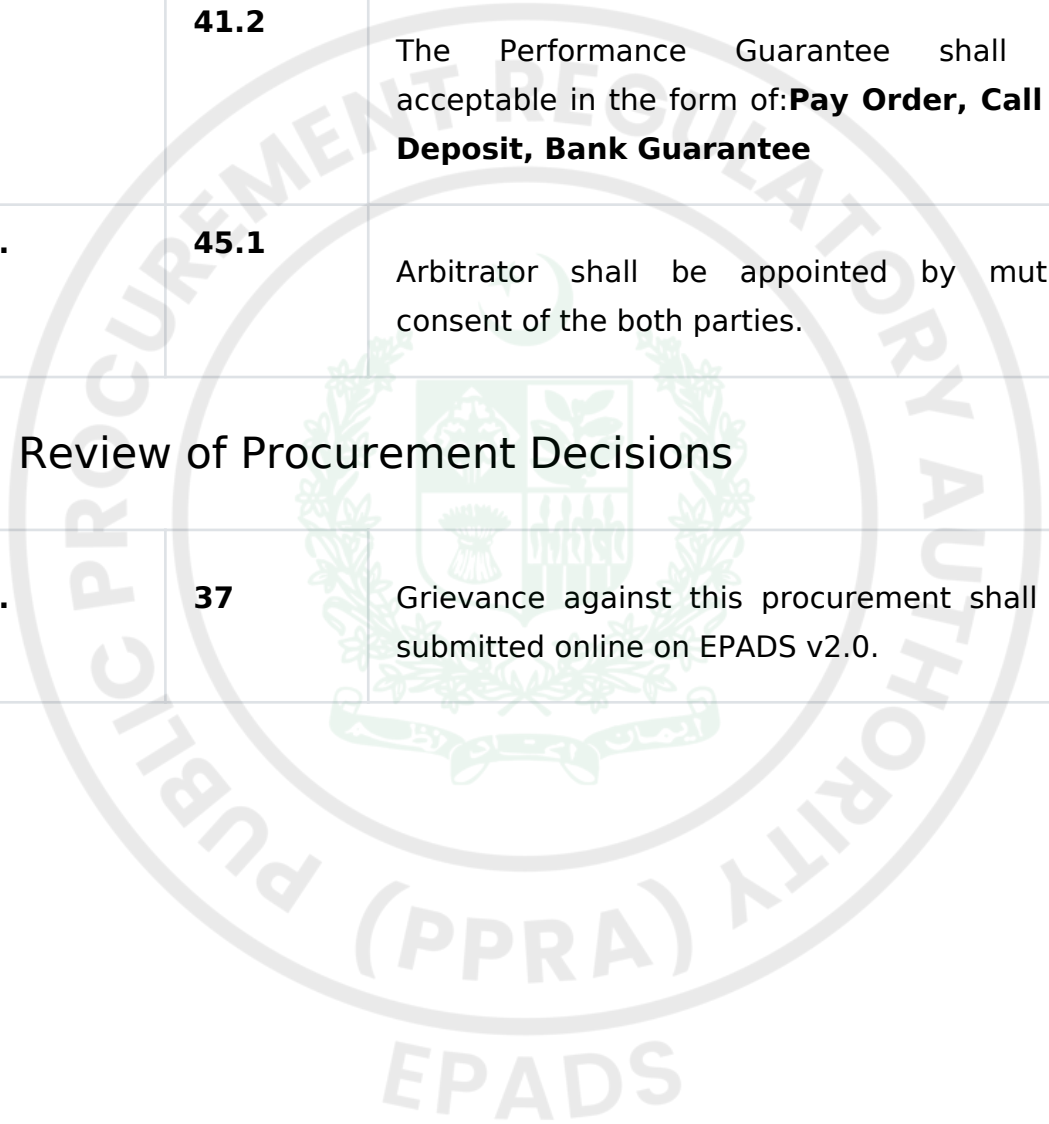 41.2
The Performance Guarantee shall
acceptable in the form of:Pay Order, Call
Deposit, Bank Guarantee
. 45.1
Arbitrator shall be appointed by mut
consent of the both parties.
Review of Procurement Decisions
. 37 Grievance against this procurement shall
submitted online on EPADS v2.0.
PUBLIC PROCUREMENT REGULATORY AUTHORITY
(PPRA)
EPADS